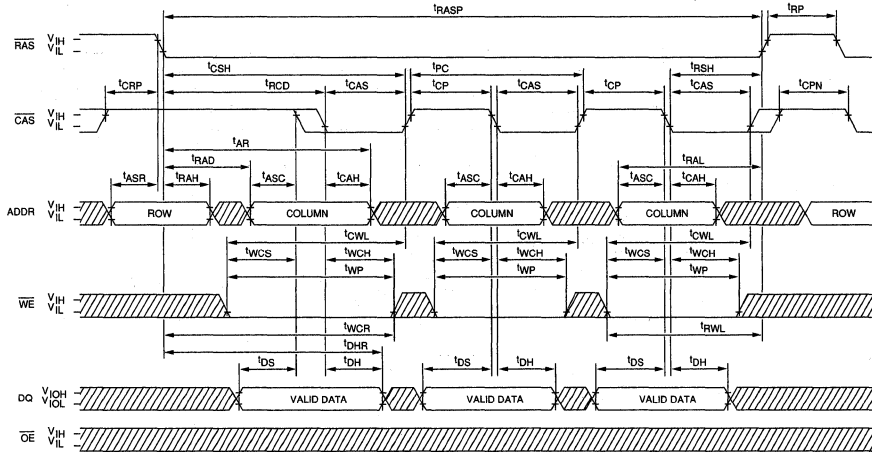 tRASP tRP
RAS VIH
VIL
tCSH tPC tRSH
tCRP tRCD tCAS tCP tCAS tCP tCAS tCPN
CAS VIH
VIL
tAR
tRAD tRAL
tASR tRAH tASC tCAH tASC tCAH tASC tCAH
ADDR VIH
VIL
ROW COLUMN COLUMN COLUMN ROW
tCWL tCWL tCWL
tWCS tWCH tWCS tWCH tWCS tWCH
tWP tWP tWP
WE VIH
VIL
tWCR tRWL
tDHR
tDS tDH tDS tDH tDS tDH
DQ VIOH
VIOL
VALID DATA VALID DATA VALID DATA
OE VIH
VIL